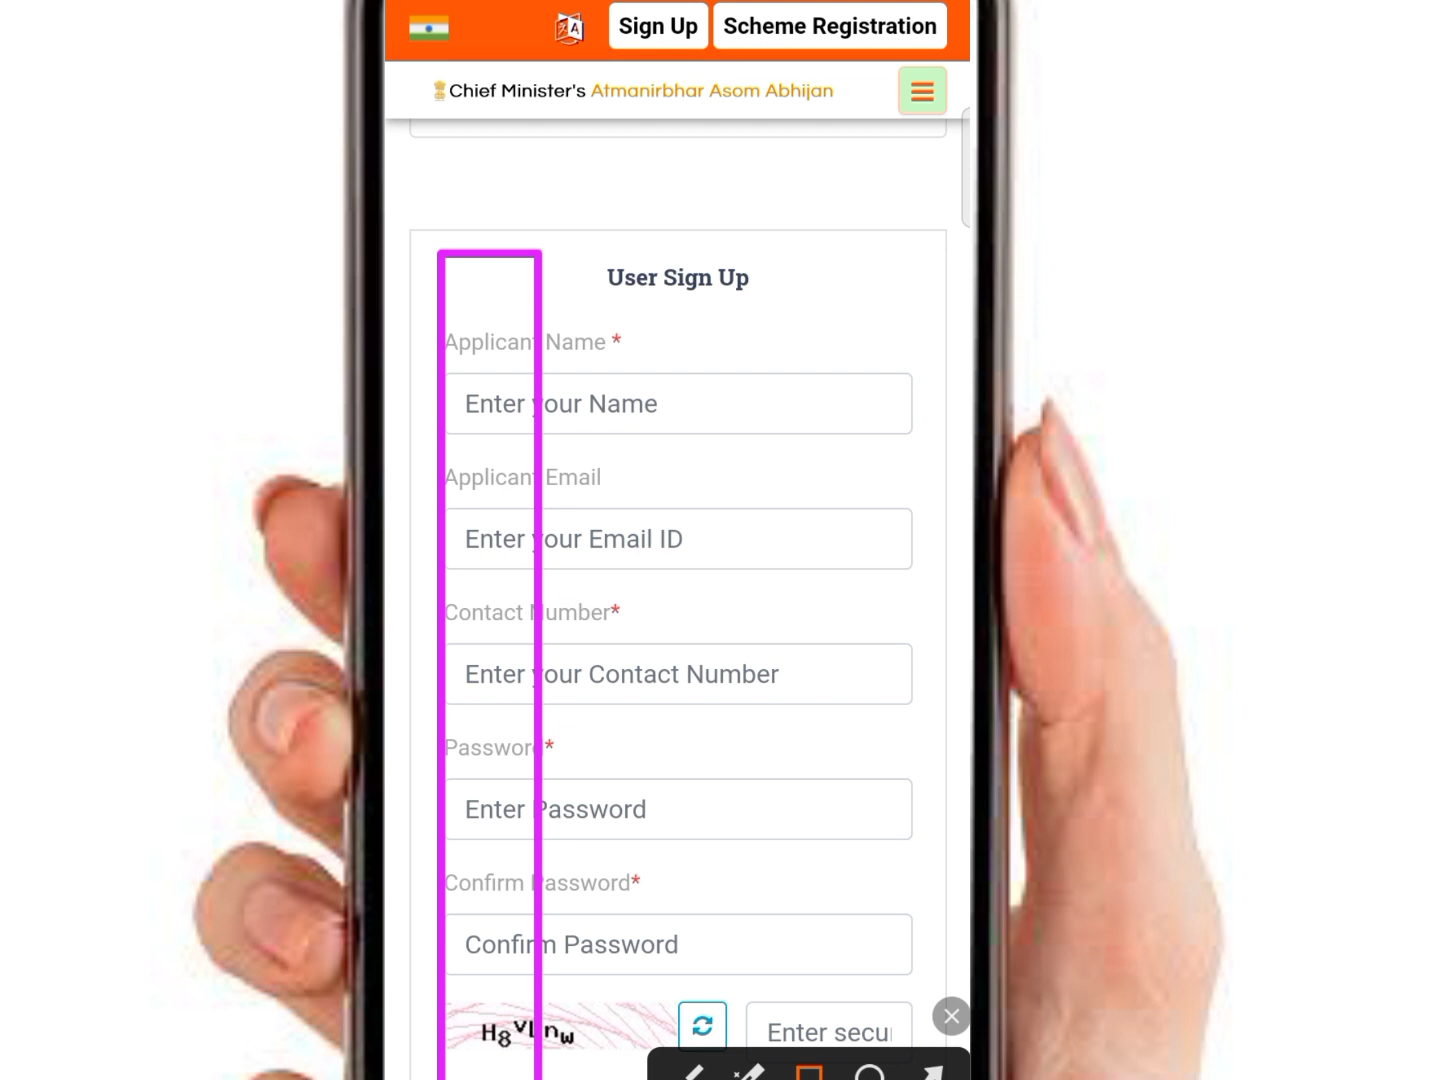 Sign Up
Scheme Registration
Chief Minister's Atmanirbhar Asom Abhijan
User Sign Up
Applicant Name *
Enter your Name
Applicant Email
Enter your Email ID
Contact Number*
Enter your Contact Number
Password*
Enter Password
Confirm Password*
Confirm Password
Enter secu